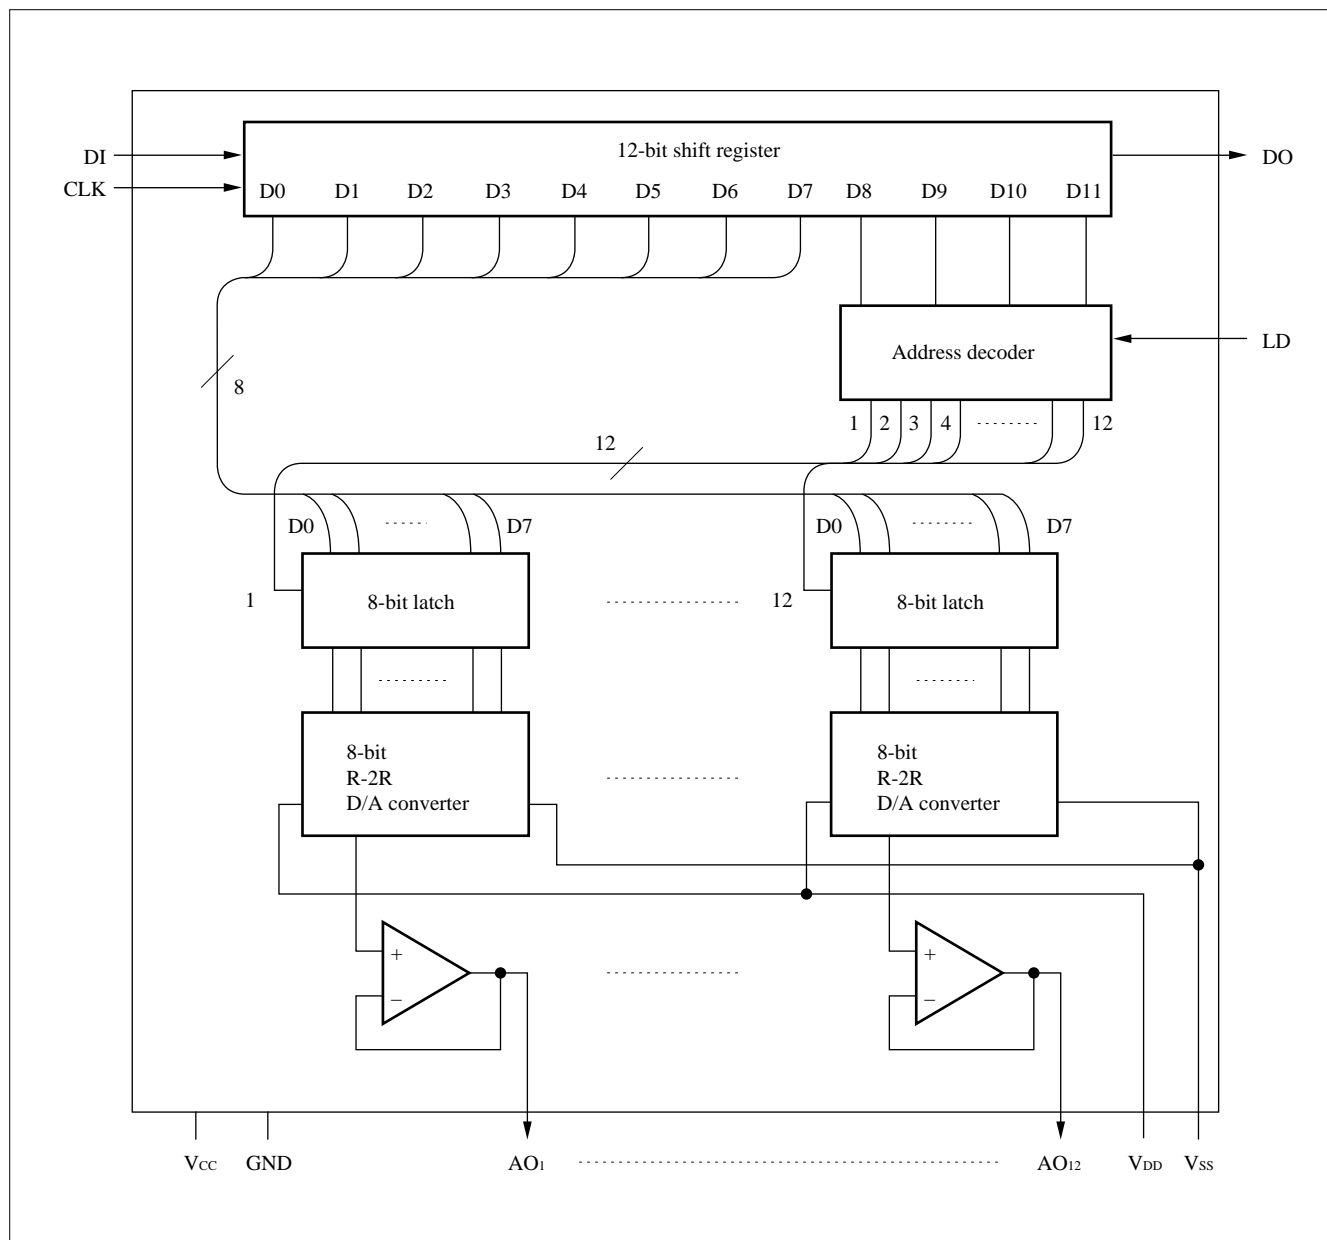 12-bit shift register
DI
DO
CLK
D0 D1 D2 D3 D4 D5 D6 D7 D8 D9 D10 D11
Address decoder
LD
8
1 2 3 4 12
12
D0 D7 D0 D7
1 8-bit latch 12 8-bit latch
8-bit
R-2R
D/A converter
8-bit
R-2R
D/A converter
+
−
+
−
VCC GND AO1 AO12 VDD VSS